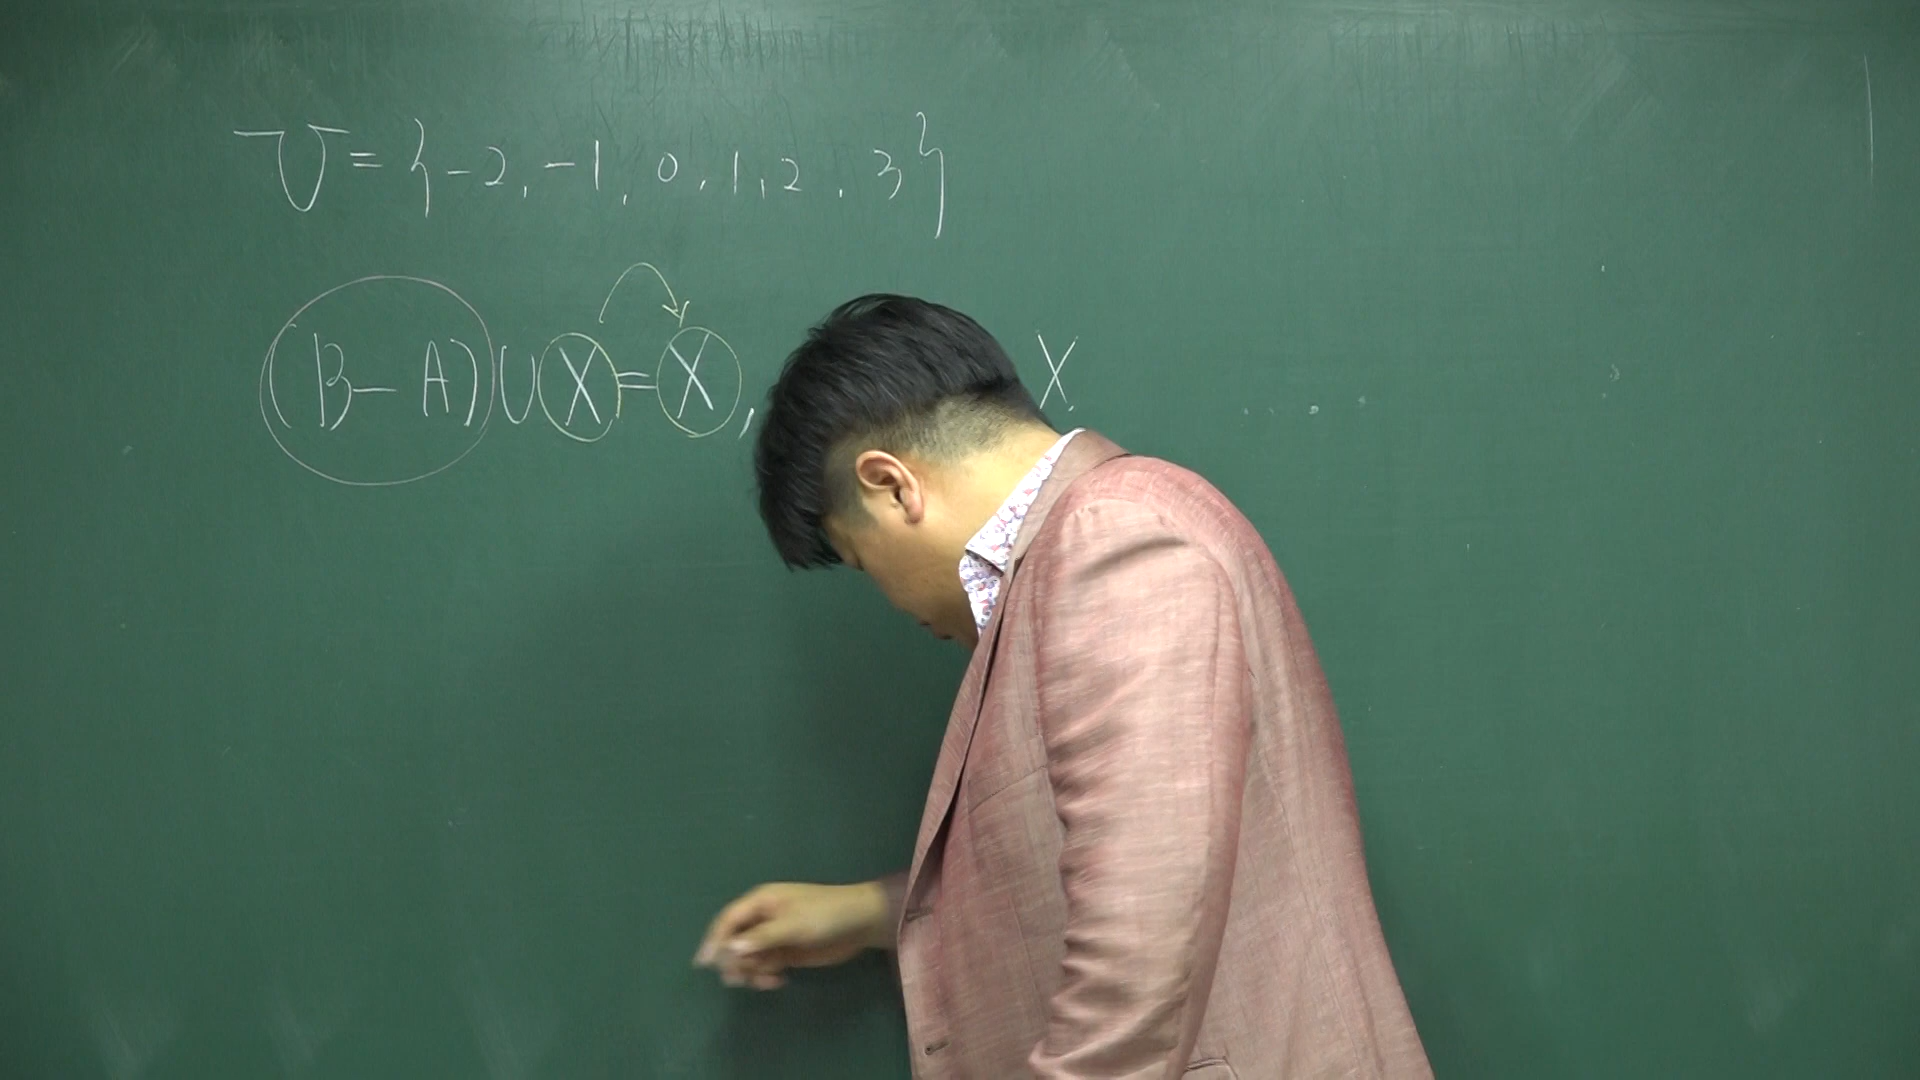 U = {-2, -1, 0, 1, 2, 3}
(B-A)∪X=X, X